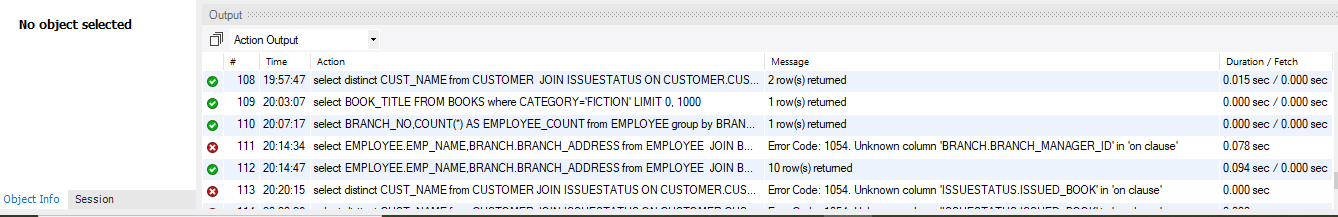 No object selected
Output
Action Output
# Time Action Message Duration / Fetch
108 19:57:47 select distinct CUST_NAME from CUSTOMER JOIN ISSUESTATUS ON CUSTOMER.CUS... 2 row(s) returned 0.015 sec / 0.000 sec
109 20:03:07 select BOOK_TITLE FROM BOOKS where CATEGORY='FICTION' LIMIT 0, 1000 1 row(s) returned 0.000 sec / 0.000 sec
110 20:07:17 select BRANCH_NO,COUNT(*) AS EMPLOYEE_COUNT from EMPLOYEE group by BRAN... 1 row(s) returned 0.000 sec / 0.000 sec
111 20:14:34 select EMPLOYEE.EMP_NAME,BRANCH.BRANCH_ADDRESS from EMPLOYEE JOIN B... Error Code: 1054. Unknown column 'BRANCH.BRANCH_MANAGER_ID' in 'on clause' 0.078 sec
112 20:14:47 select EMPLOYEE.EMP_NAME,BRANCH.BRANCH_ADDRESS from EMPLOYEE JOIN B... 10 row(s) returned 0.094 sec / 0.000 sec
113 20:20:15 select distinct CUST_NAME from CUSTOMER JOIN ISSUESTATUS ON CUSTOMER.CUS... Error Code: 1054. Unknown column 'ISSUESTATUS.ISSUED_BOOK' in 'on clause' 0.000 sec
Object Info Session